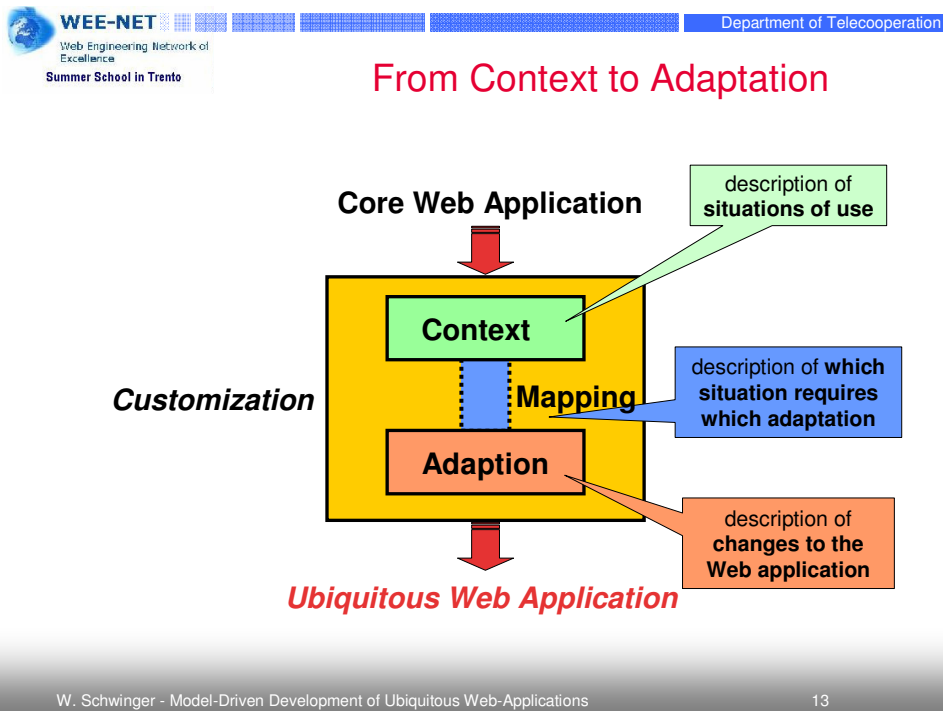 WEE-NET
Web Engineering Network of
Excellence
Summer School in Trento
Department of Telecooperation
From Context to Adaptation
Core Web Application
description of
situations of use
Context
Customization
Mapping
description of which
situation requires
which adaptation
Adaption
description of
changes to the
Web application
Ubiquitous Web Application
W. Schwinger - Model-Driven Development of Ubiquitous Web-Applications
13